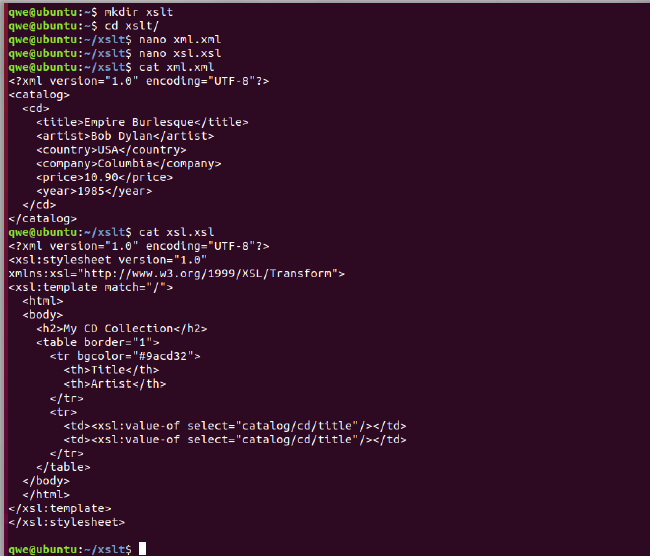 qwe@ubuntu:~$ mkdir xslt
qwe@ubuntu:~$ cd xslt/
qwe@ubuntu:~/xslt$ nano xml.xml
qwe@ubuntu:~/xslt$ nano xsl.xsl
qwe@ubuntu:~/xslt$ cat xml.xml
<?xml version="1.0" encoding="UTF-8"?>
<catalog>
  <cd>
    <title>Empire Burlesque</title>
    <artist>Bob Dylan</artist>
    <country>USA</country>
    <company>Columbia</company>
    <price>10.90</price>
    <year>1985</year>
  </cd>
</catalog>
qwe@ubuntu:~/xslt$ cat xsl.xsl
<?xml version="1.0" encoding="UTF-8"?>
<xsl:stylesheet version="1.0"
xmlns:xsl="http://www.w3.org/1999/XSL/Transform">
<xsl:template match="/">
  <html>
  <body>
    <h2>My CD Collection</h2>
    <table border="1">
      <tr bgcolor="#9acd32">
        <th>Title</th>
        <th>Artist</th>
      </tr>
      <tr>
        <td><xsl:value-of select="catalog/cd/title"/></td>
        <td><xsl:value-of select="catalog/cd/title"/></td>
      </tr>
    </table>
  </body>
  </html>
</xsl:template>
</xsl:stylesheet>
qwe@ubuntu:~/xslt$